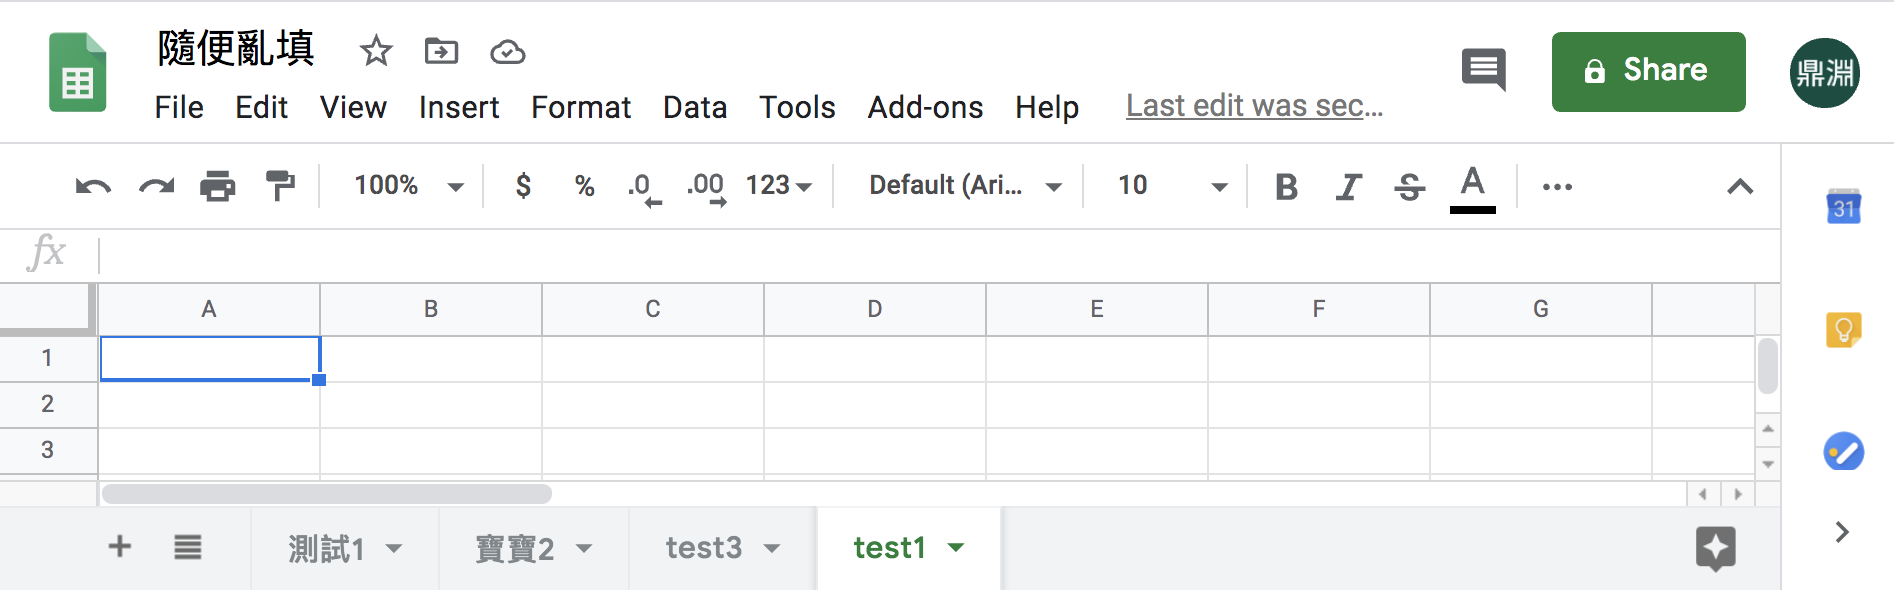 隨便亂填
File Edit View Insert Format Data Tools Add-ons Help Last edit was sec...
Share
鼎淵
100% $ % .0 .00 123 Default (Ari... 10 B I S A
31
fx
A B C D E F G
1
2
3
測試1 寶寶2 test3 test1